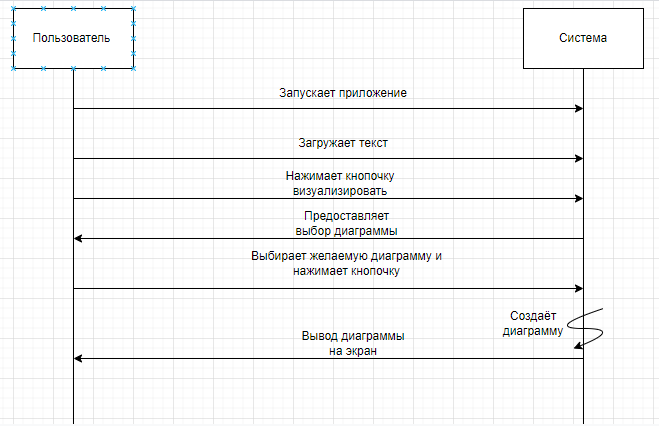 Пользователь
Система
Запускает приложение
Загружает текст
Нажимает кнопочку
визуализировать
Предоставляет
выбор диаграммы
Выбирает желаемую диаграмму и
нажимает кнопочку
Создаёт
диаграмму
Вывод диаграммы
на экран